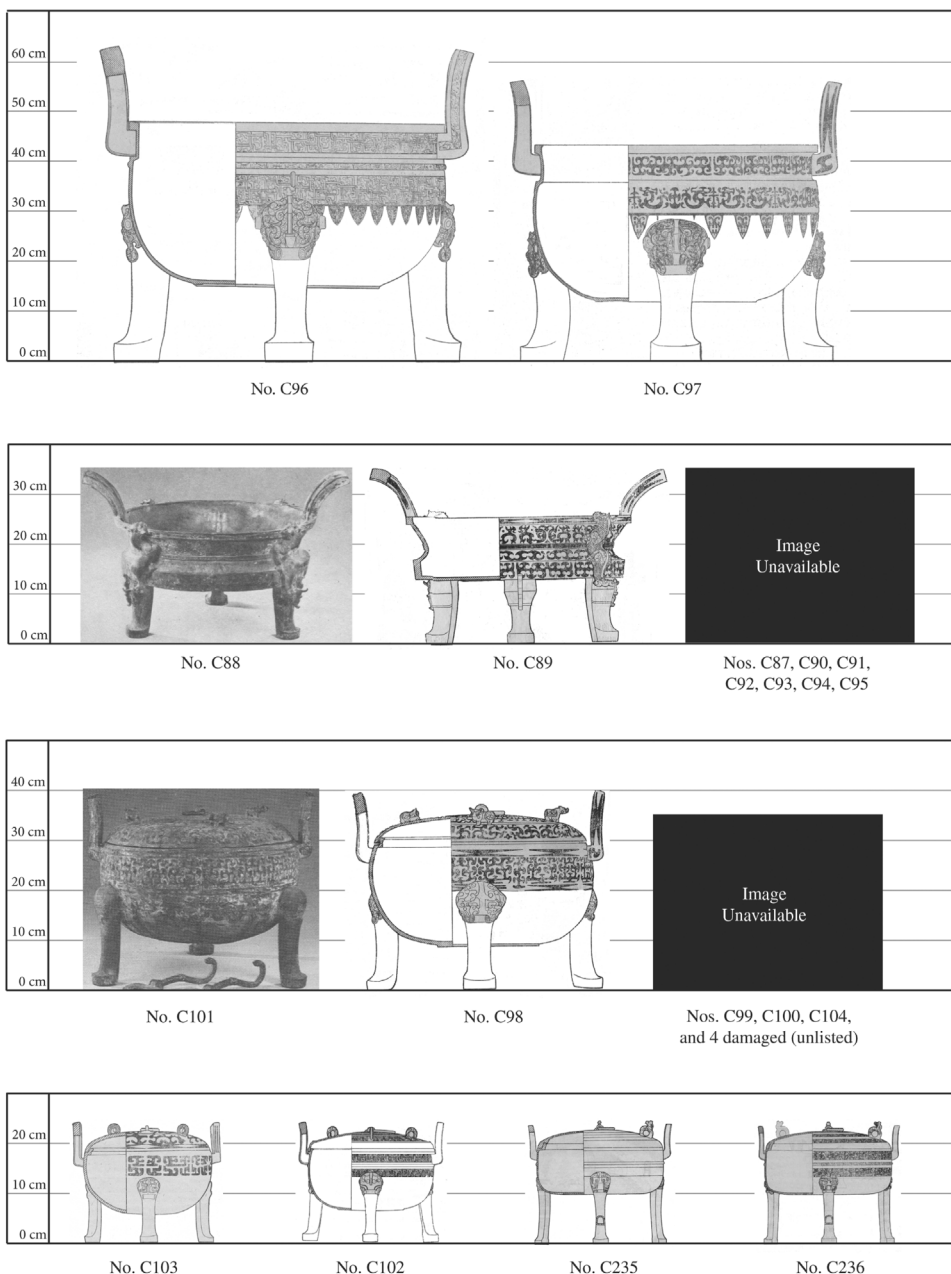 60 cm
50 cm
40 cm
30 cm
20 cm
10 cm
0 cm
No. C96
No. C97
30 cm
20 cm
10 cm
0 cm
Image
Unavailable
No. C88
No. C89
Nos. C87, C90, C91,
C92, C93, C94, C95
40 cm
30 cm
20 cm
10 cm
0 cm
Image
Unavailable
No. C101
No. C98
Nos. C99, C100, C104,
and 4 damaged (unlisted)
20 cm
10 cm
0 cm
No. C103
No. C102
No. C235
No. C236